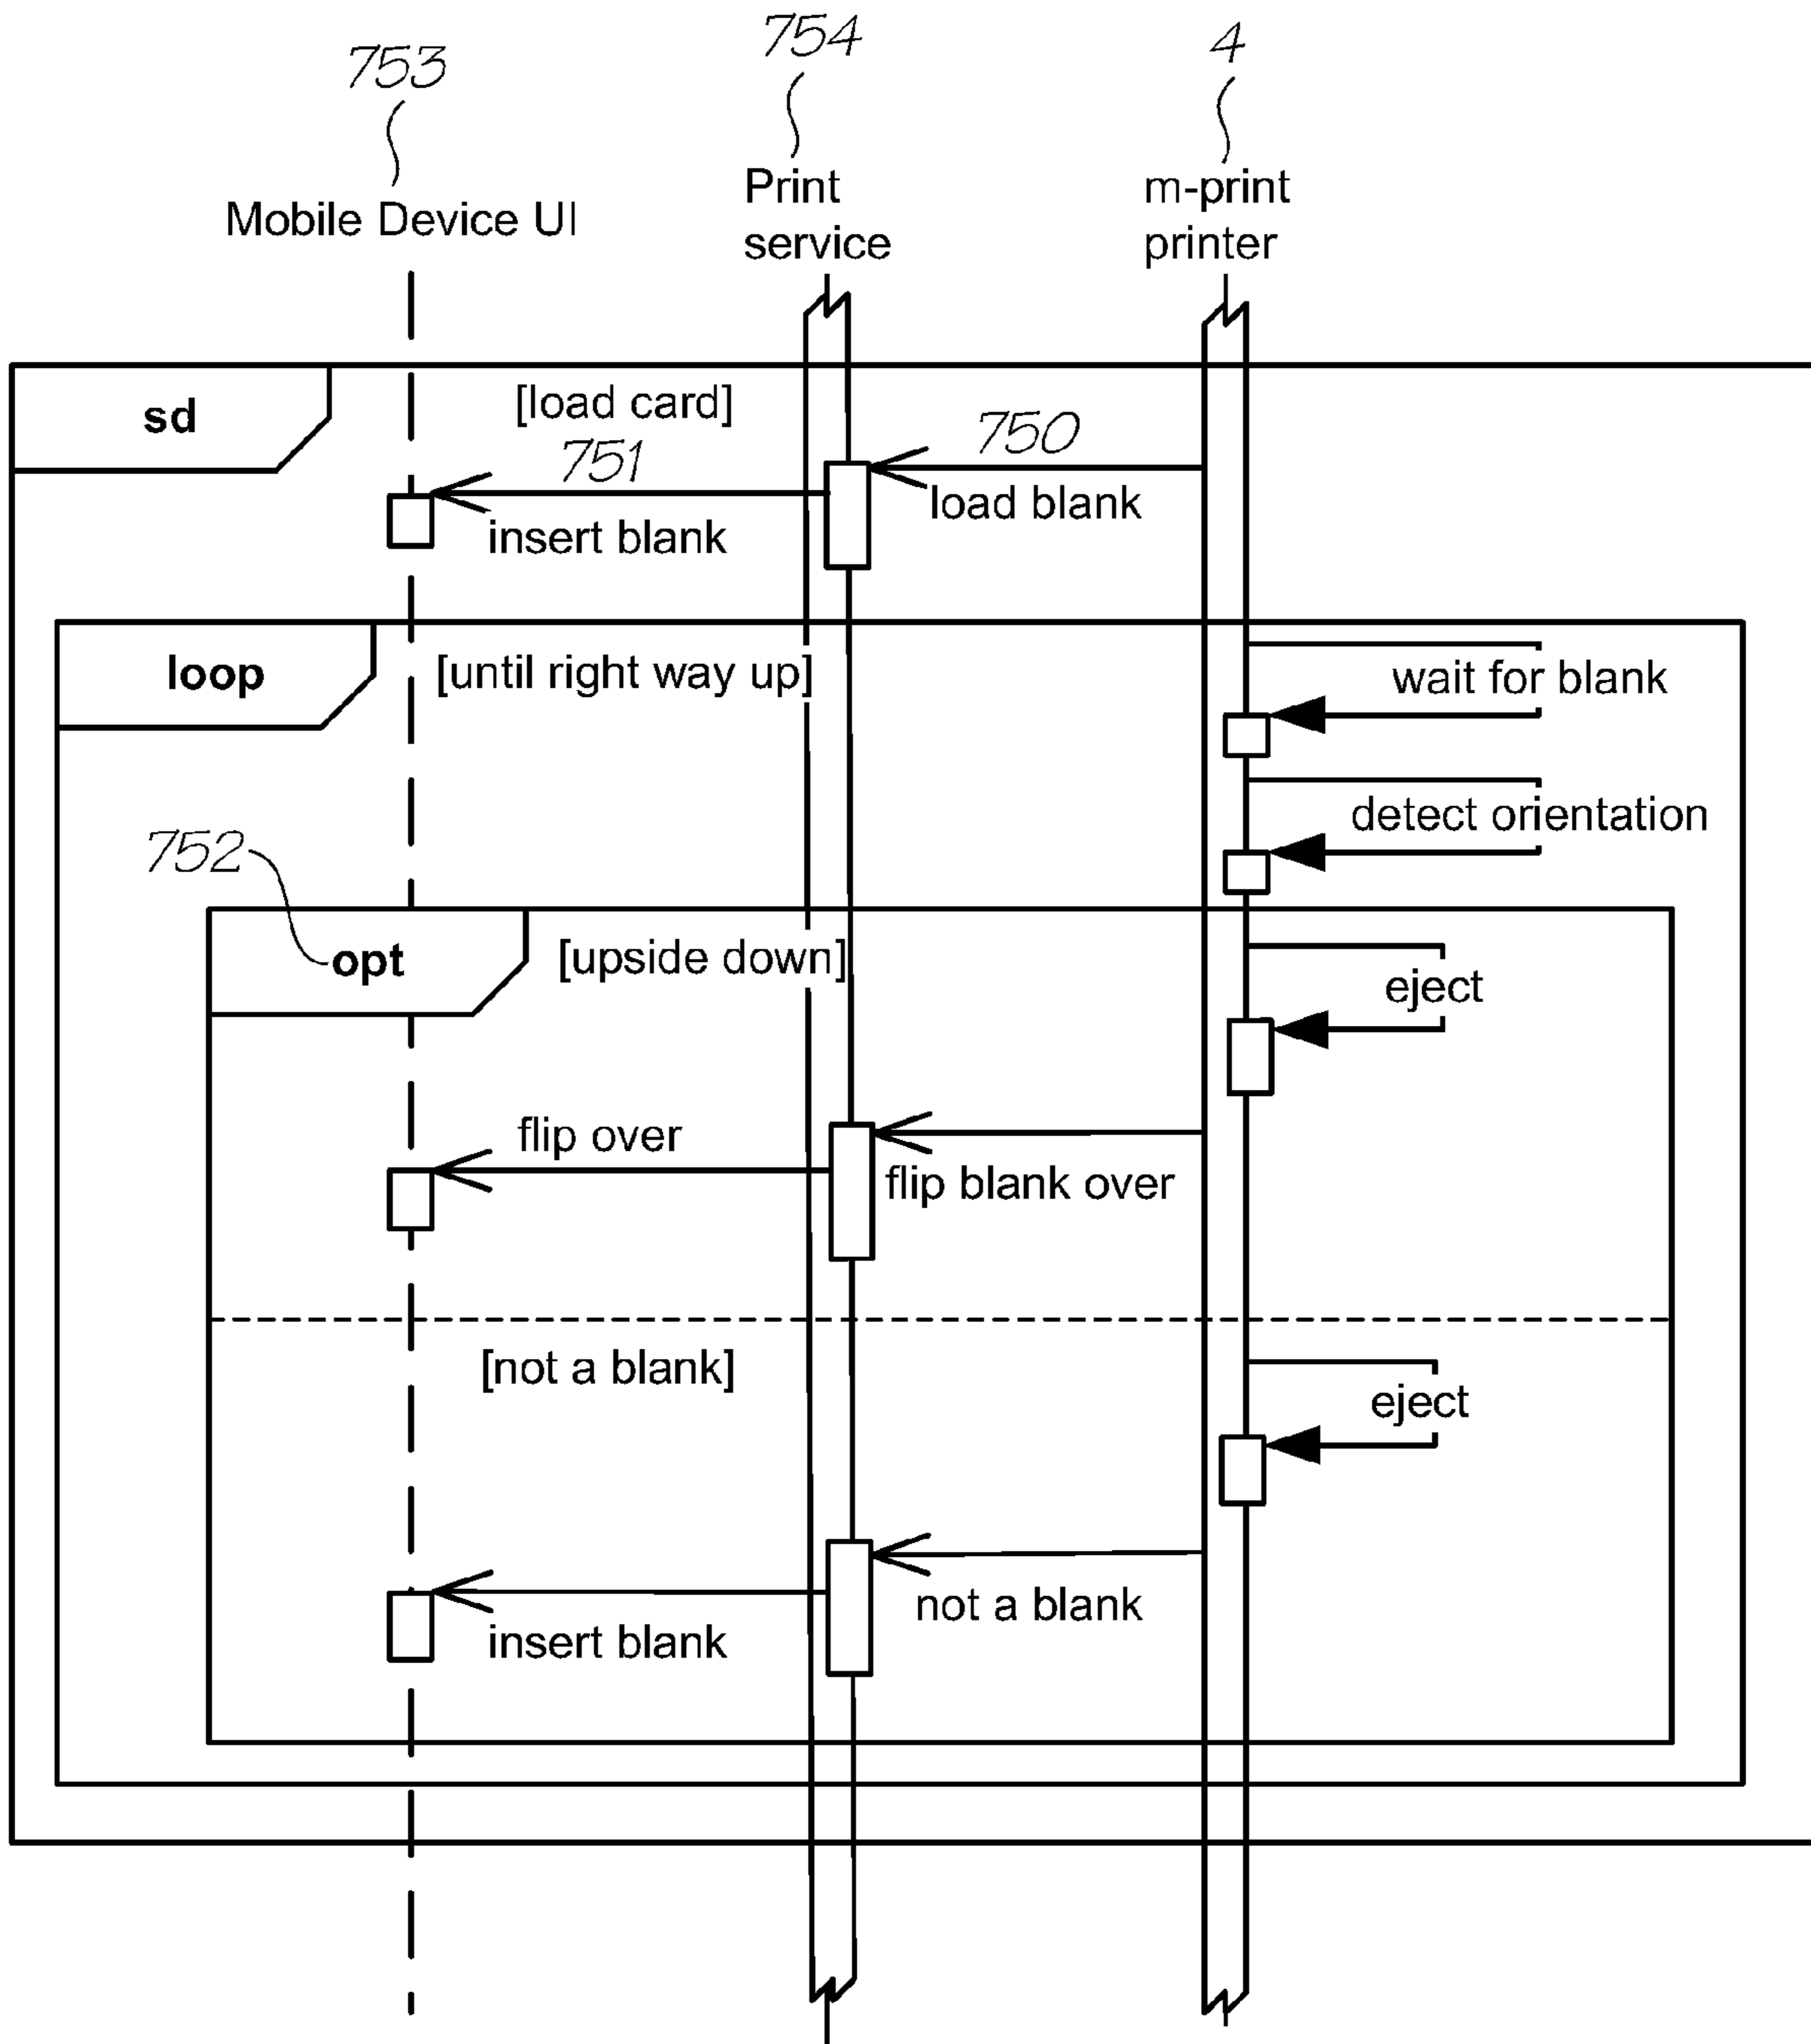 753
754
4
Mobile Device UI
Print
service
m-print
printer
sd
[load card]
751
750
insert blank
load blank
loop
[until right way up]
wait for blank
detect orientation
752
opt
[upside down]
eject
flip over
flip blank over
[not a blank]
eject
not a blank
insert blank